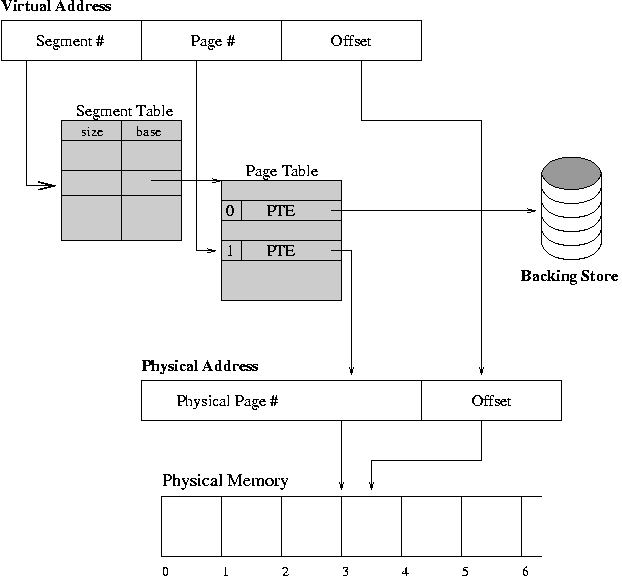 Virtual Address
Segment # Page # Offset
Segment Table
size base
Page Table
0 PTE
1 PTE
Backing Store
Physical Address
Physical Page # Offset
Physical Memory
0 1 2 3 4 5 6